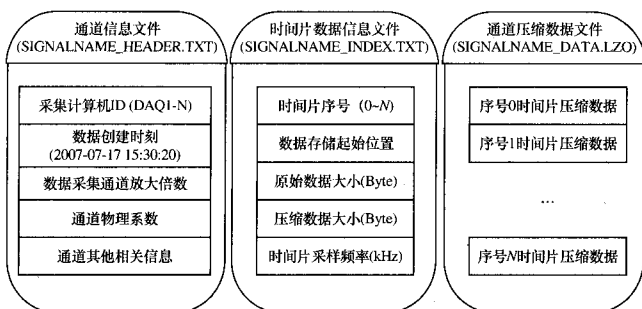 通道信息文件
(SIGNALNAME_HEADER.TXT)
采集计算机ID (DAQ1-N)
数据创建时刻
(2007-07-17 15:30:20)
数据采集通道放大倍数
通道物理系数
通道其他相关信息
时间片数据信息文件
(SIGNALNAME_INDEX.TXT)
时间片序号（0~N）
数据存储起始位置
原始数据大小(Byte)
压缩数据大小(Byte)
时间片采样频率(kHz)
通道压缩数据文件
(SIGNALNAME_DATA.LZO)
序号0时间片压缩数据
序号1时间片压缩数据
…
序号N时间片压缩数据